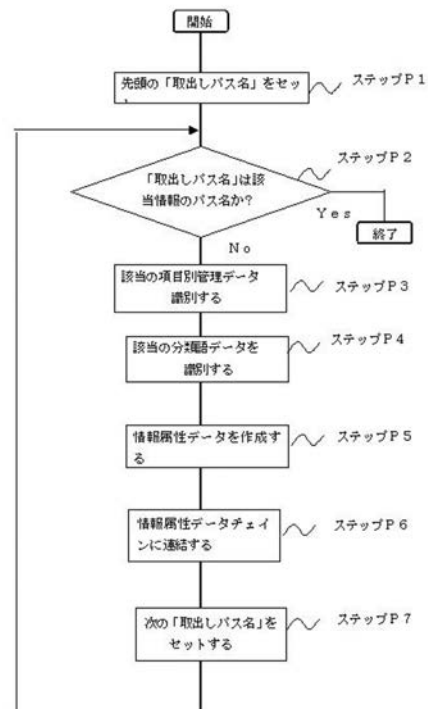 開始
先頭の「取出しパス名」をセッ
ト
ステップP1
「取出しパス名」は該
当情報のパス名か?
ステップP2
Yes
終了
No
該当の項目別管理データ
識別する
ステップP3
該当の分類語データを
識別する
ステップP4
情報属性データを作成す
る
ステップP5
情報属性データチェイ
ンに連結する
ステップP6
次の「取出しパス名」を
セットする
ステップP7